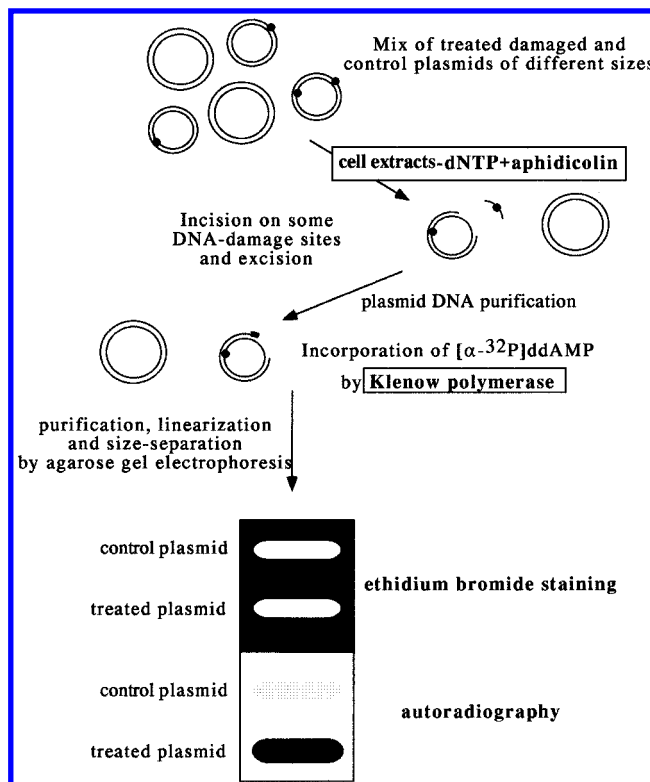 Mix of treated damaged and
control plasmids of different sizes
cell extracts-dNTP+aphidicolin
Incision on some
DNA-damage sites
and excision
plasmid DNA purification
Incorporation of [α-³²P]ddAMP
by Klenow polymerase
purification, linearization
and size-separation
by agarose gel electrophoresis
control plasmid
ethidium bromide staining
treated plasmid
control plasmid
autoradiography
treated plasmid